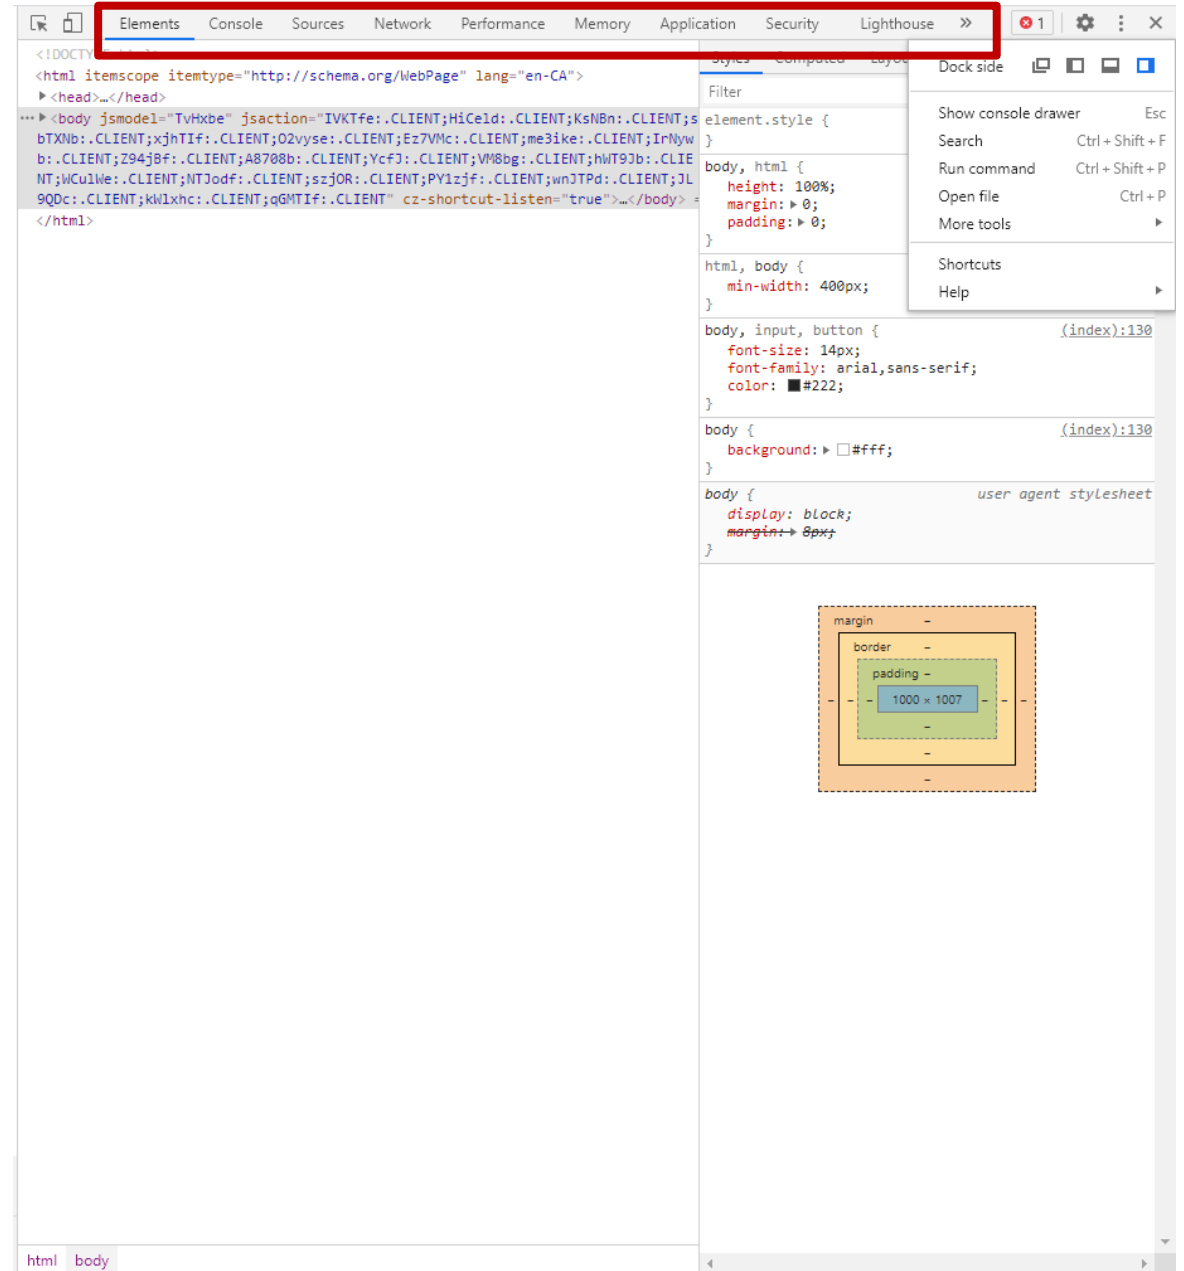 Elements Console Sources Network Performance Memory Application Security Lighthouse » 1
<html itemscope itemtype="http://schema.org/WebPage" lang="en-CA">
<head>…</head>
<body jsmodel="TvHxbe" jsaction="IVKTfe:.CLIENT;HiCeld:.CLIENT;KsNBn:.CLIENT;s
bTXNb:.CLIENT;xjhTIf:.CLIENT;O2vyse:.CLIENT;Ez7VMc:.CLIENT;me3ike:.CLIENT;IrNyw
b:.CLIENT;Z94jBf:.CLIENT;A8708b:.CLIENT;YcfJ:.CLIENT;VM8bg:.CLIENT;hWT9Jb:.CLIE
NT;WCulWe:.CLIENT;NTJodf:.CLIENT;szjOR:.CLIENT;PY1zjf:.CLIENT;wnJTPd:.CLIENT;JL
9QDc:.CLIENT;kWlxhc:.CLIENT;qGMTIf:.CLIENT" cz-shortcut-listen="true">…</body> =
</html>
Styles Computed
Filter
element.style {
}
body, html {
height: 100%;
margin: 0;
padding: 0;
}
html, body {
min-width: 400px;
}
body, input, button { (index):130
font-size: 14px;
font-family: arial,sans-serif;
color: #222;
}
body { (index):130
background: #fff;
}
body { user agent stylesheet
display: block;
margin: 8px;
}
Dock side
Show console drawer Esc
Search Ctrl + Shift + F
Run command Ctrl + Shift + P
Open file Ctrl + P
More tools
Shortcuts
Help
margin –
border –
padding –
– – – 1000 × 1007 – – –
–
–
–
html body